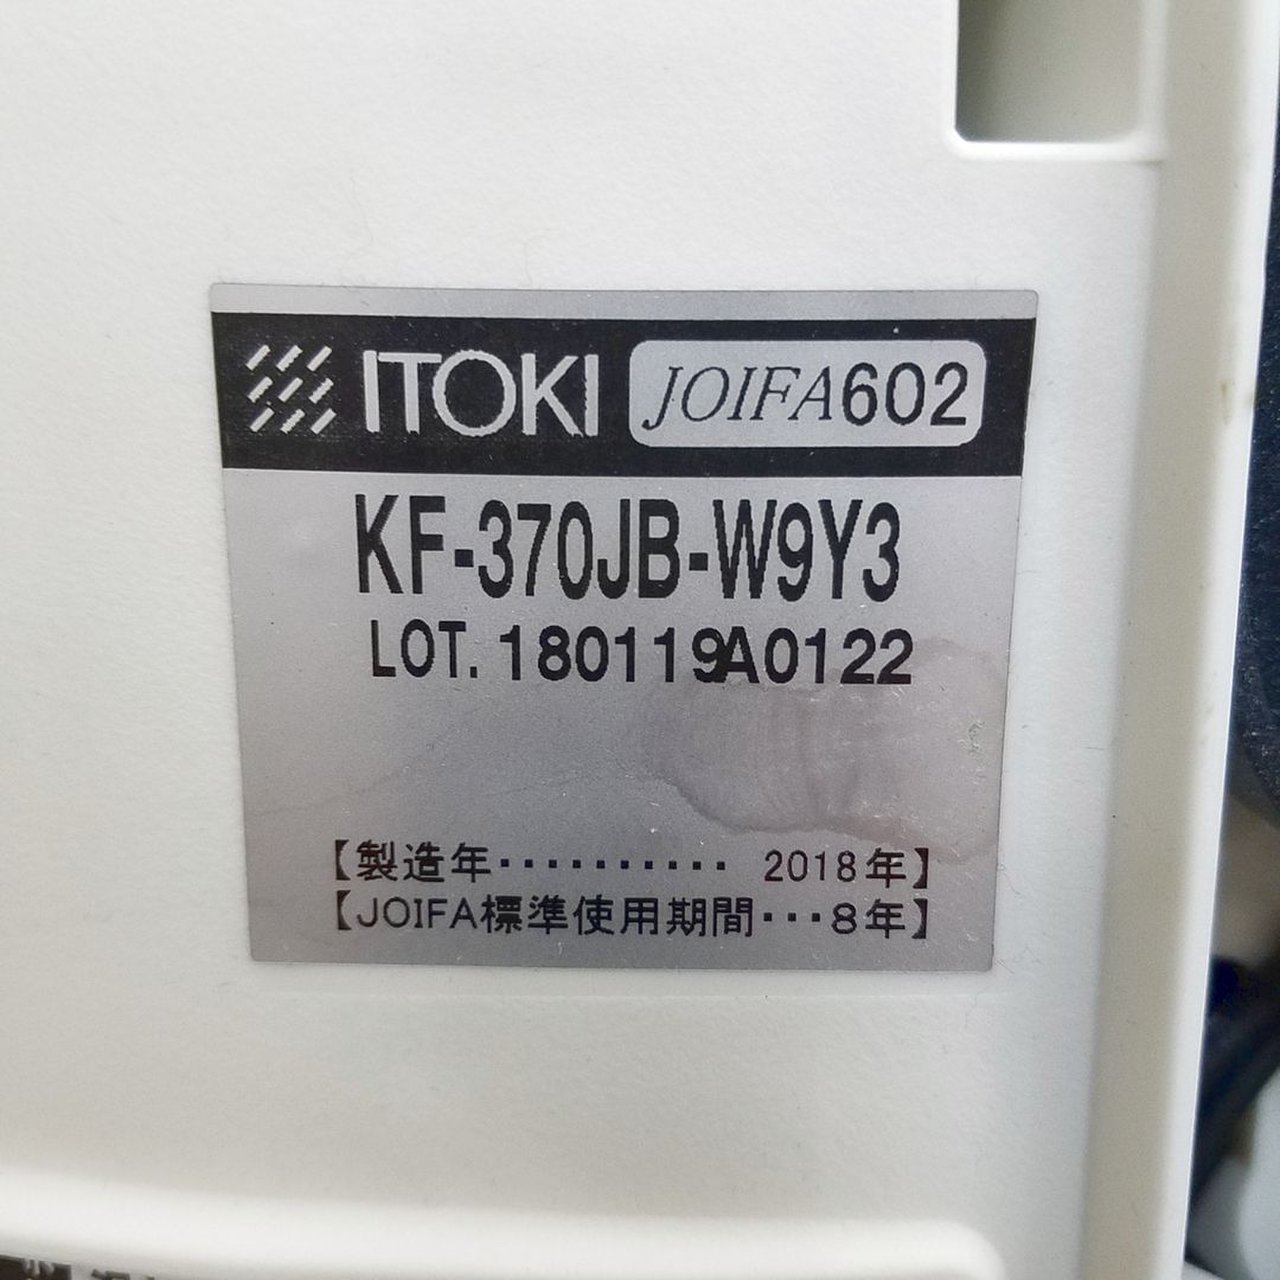 ITOKI JOIFA602
KF-370JB-W9Y3
LOT. 180119A0122
【製造年･･････････ 2018年】
【JOIFA標準使用期間･･･8年】